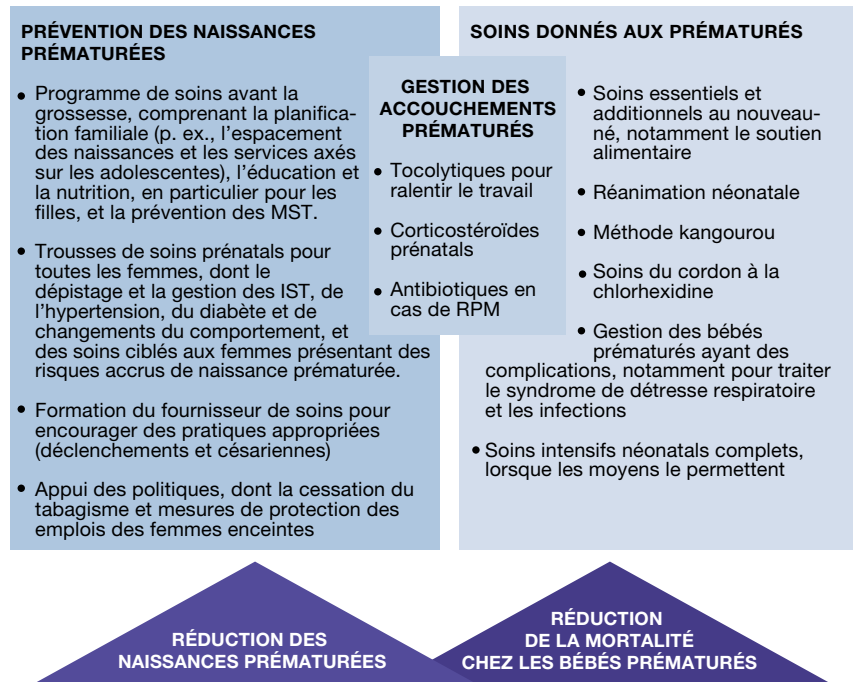 PRÉVENTION DES NAISSANCES
PRÉMATURÉES
• Programme de soins avant la
grossesse, comprenant la planifica-
tion familiale (p. ex., l'espacement
des naissances et les services axés
sur les adolescentes), l'éducation et
la nutrition, en particulier pour les
filles, et la prévention des MST.
• Trousses de soins prénatals pour
toutes les femmes, dont le
dépistage et la gestion des IST, de
l'hypertension, du diabète et de
changements du comportement, et
des soins ciblés aux femmes présentant des
risques accrus de naissance prématurée.
• Formation du fournisseur de soins pour
encourager des pratiques appropriées
(déclenchements et césariennes)
• Appui des politiques, dont la cessation du
tabagisme et mesures de protection des
emplois des femmes enceintes
GESTION DES
ACCOUCHEMENTS
PRÉMATURÉS
• Tocolytiques pour
ralentir le travail
• Corticostéroïdes
prénatals
• Antibiotiques en
cas de RPM
SOINS DONNÉS AUX PRÉMATURÉS
• Soins essentiels et
additionnels au nouveau-
né, notamment le soutien
alimentaire
• Réanimation néonatale
• Méthode kangourou
• Soins du cordon à la
chlorhexidine
• Gestion des bébés
prématurés ayant des
complications, notamment pour traiter
le syndrome de détresse respiratoire
et les infections
• Soins intensifs néonatals complets,
lorsque les moyens le permettent
RÉDUCTION DES
NAISSANCES PRÉMATURÉES
RÉDUCTION
DE LA MORTALITÉ
CHEZ LES BÉBÉS PRÉMATURÉS